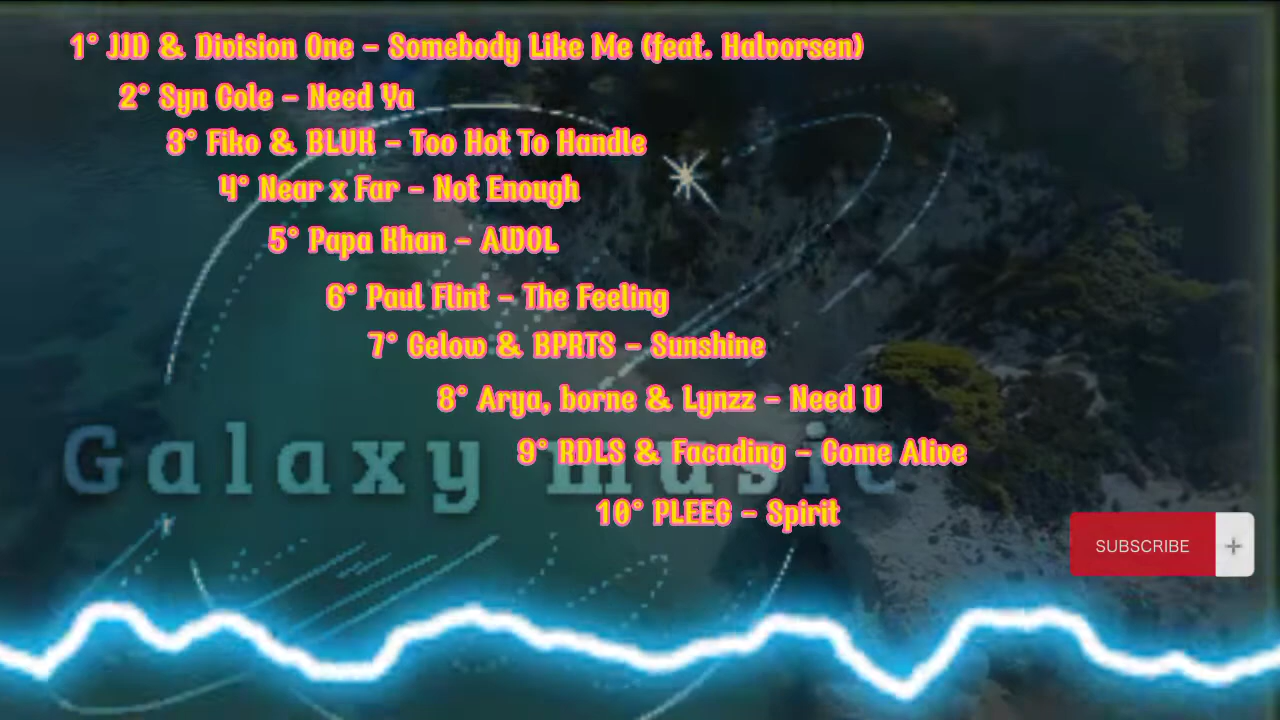 1° JJD & Division One - Somebody Like Me (feat. Halvorsen)
2° Syn Cole - Need Ya
3° Fiko & BLUK - Too Hot To Handle
4° Near x Far - Not Enough
5° Papa Khan - AWOL
6° Paul Flint - The Feeling
7° Gelow & BPRTS - Sunshine
8° Arya, borne & Lynzz - Need U
9° RDLS & Facading - Come Alive
Galaxy music
10° PLEEG - Spirit
SUBSCRIBE +